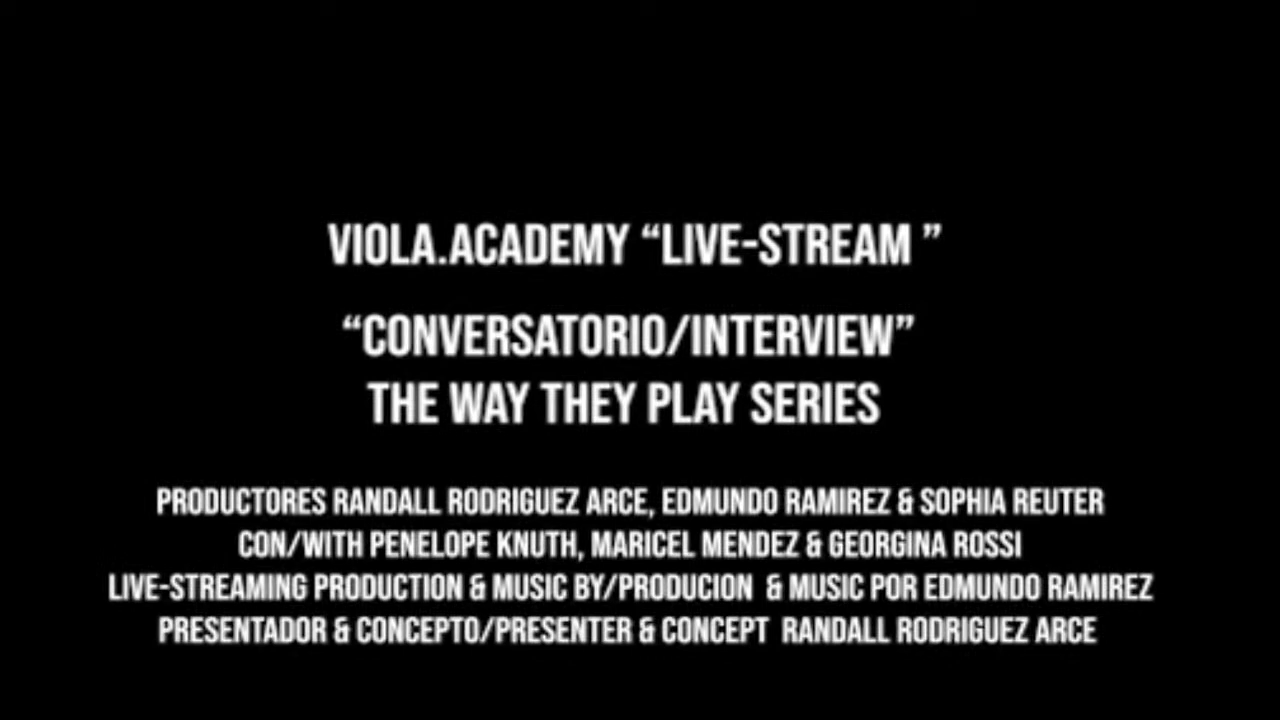 VIOLA.ACADEMY “LIVE-STREAM ”
“CONVERSATORIO/INTERVIEW”
THE WAY THEY PLAY SERIES
PRODUCTORES RANDALL RODRIGUEZ ARCE, EDMUNDO RAMIREZ & SOPHIA REUTER
CON/WITH PENELOPE KNUTH, MARICEL MENDEZ & GEORGINA ROSSI
LIVE-STREAMING PRODUCTION & MUSIC BY/PRODUCION & MUSIC POR EDMUNDO RAMIREZ
PRESENTADOR & CONCEPTO/PRESENTER & CONCEPT RANDALL RODRIGUEZ ARCE